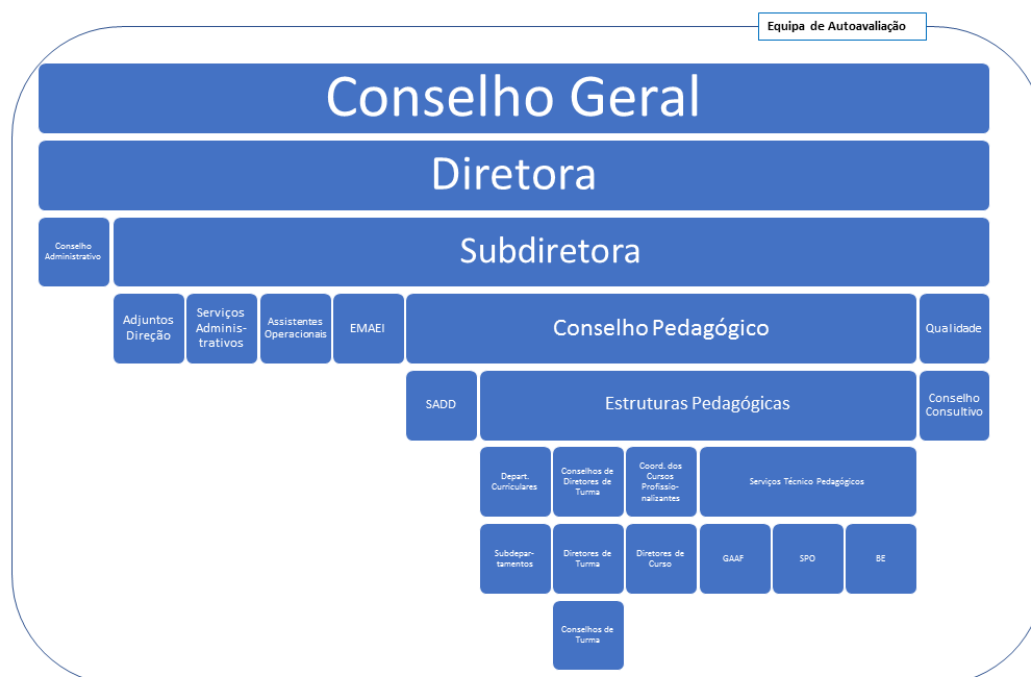 Equipa de Autoavaliação
Conselho Geral
Diretora
Conselho
Administrativo
Subdiretora
Adjuntos
Direção
Serviços
Adminis-
trativos
Assistentes
Operacionais
EMAEI
Conselho Pedagógico
Qualidade
SADD
Estruturas Pedagógicas
Conselho
Consultivo
Depart.
Curriculares
Conselhos de
Diretores de
Turma
Coord. dos
Cursos
Profissio-
nalizantes
Serviços Técnico Pedagógicos
Subdepar-
tamentos
Diretores de
Turma
Diretores de
Curso
GAAF
SPO
BE
Conselhos de
Turma